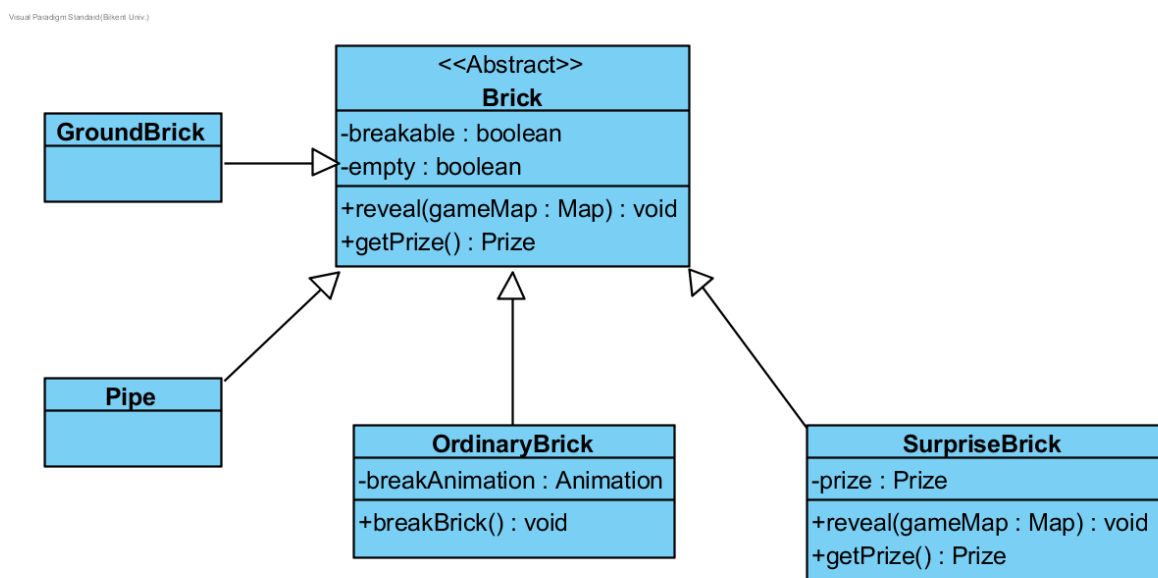 Visual Paradigm Standard(Bilkent Univ.)
<<Abstract>>
Brick
-breakable : boolean
-empty : boolean
+reveal(gameMap : Map) : void
+getPrize() : Prize
GroundBrick
Pipe
OrdinaryBrick
-breakAnimation : Animation
+breakBrick() : void
SurpriseBrick
-prize : Prize
+reveal(gameMap : Map) : void
+getPrize() : Prize